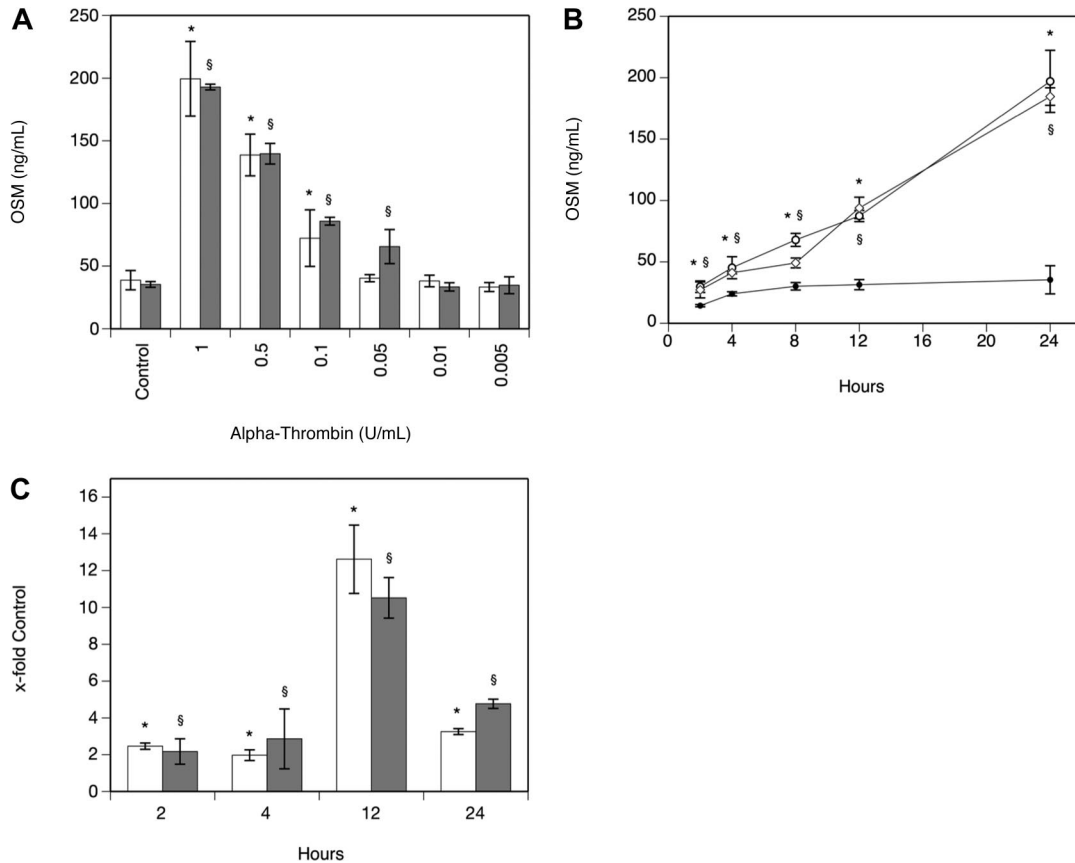 A
250
200
150
100
50
0
OSM (ng/mL)
* § * § * § §
Control 1 0.5 0.1 0.05 0.01 0.005
Alpha-Thrombin (U/mL)
B
250
200
150
100
50
0
OSM (ng/mL)
* § * § * § * § * §
0 4 8 12 16 20 24
Hours
C
16
14
12
10
8
6
4
2
0
x-fold Control
* § * § * § * §
2 4 12 24
Hours